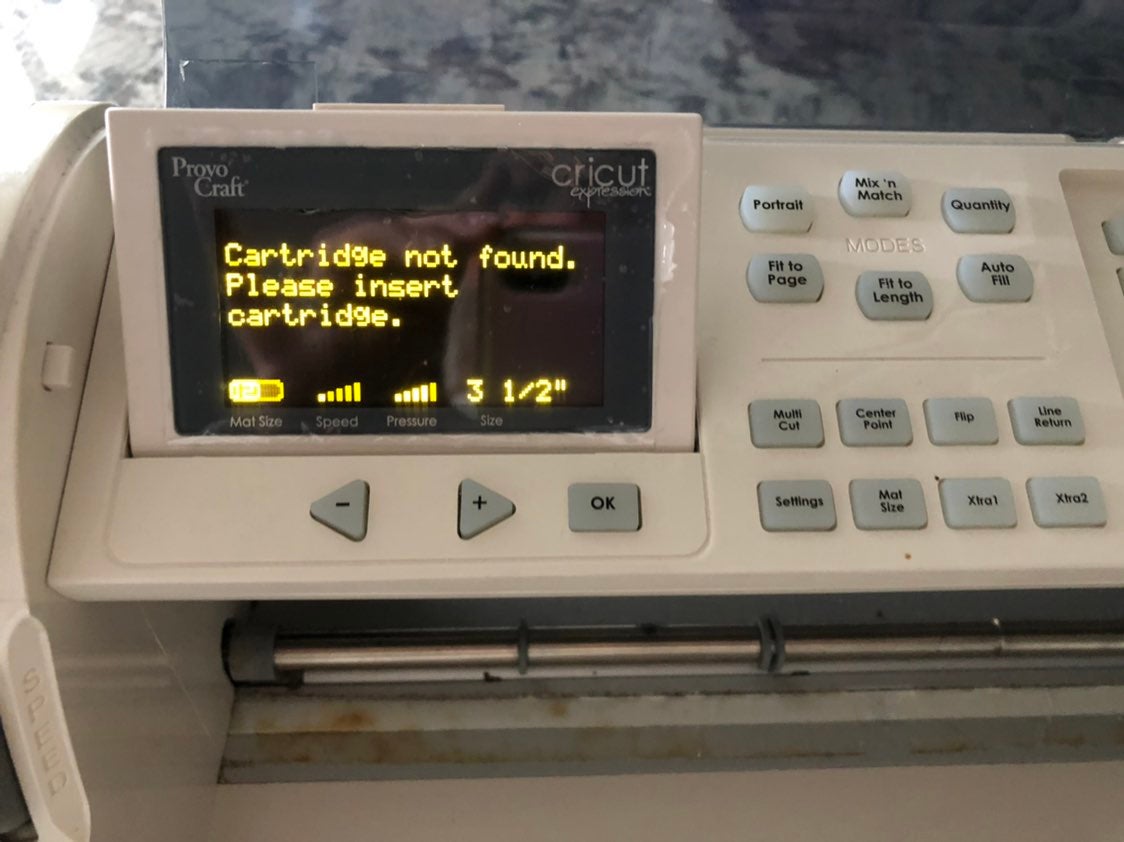 Provo
Craft
cricut
expression
Cartridge not found.
Please insert
cartridge.
12
3 1/2"
Mat Size
Speed
Pressure
Size
-
+
OK
Portrait
Mix 'n
Match
Quantity
MODES
Fit to
Page
Fit to
Length
Auto
Fill
Multi
Cut
Center
Point
Flip
Line
Return
Settings
Mat
Size
Xtra1
Xtra2
SPEED